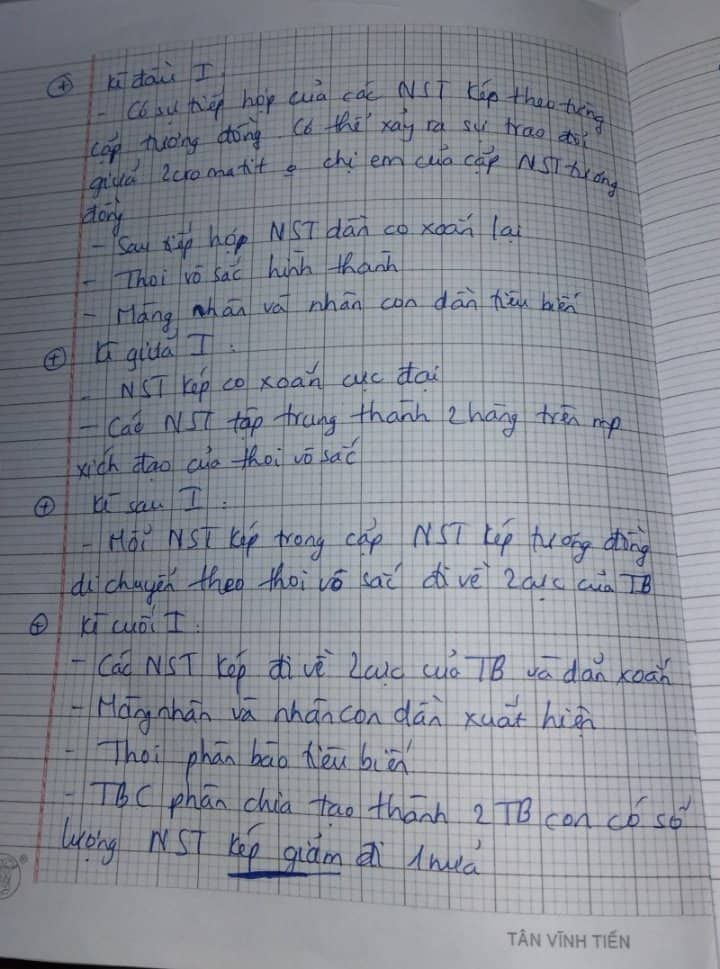 + Kì đầu I
- Có sự tiếp hợp của các NST kép theo từng
cặp tương đồng. Có thể xảy ra sự trao đổi
giữa 2 cromatit chị em của cặp NST tương
đồng
- Sau tiếp hợp NST dần co xoắn lại
- Thoi vô sắc hình thành
- Màng nhân và nhân con dần tiêu biến
+ Kì giữa I :
- NST kép co xoắn cực đại
- Các NST tập trung thành 2 hàng trên mp
xích đạo của thoi vô sắc
+ Kì sau I :
- Mỗi NST kép trong cặp NST kép tương đồng
di chuyển theo thoi vô sắc đi về 2 cực của TB
+ Kì cuối I :
- Các NST kép đi về 2 cực của TB và dãn xoắn
- Màng nhân và nhân con dần xuất hiện
- Thoi phân bào tiêu biến
- TBC phân chia tạo thành 2 TB con có số
lượng NST kép giảm đi 1 nửa
TÂN VĨNH TIẾN